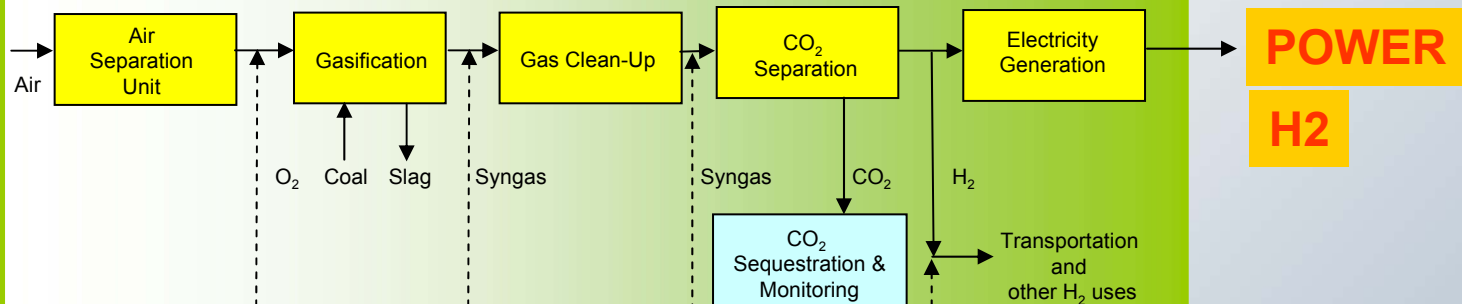 Air
Separation
Unit
Gasification
Gas Clean-Up
CO₂
Separation
Electricity
Generation
POWER
H2
Air
O₂
Coal
Slag
Syngas
Syngas
CO₂
H₂
CO₂
Sequestration &
Monitoring
Transportation
and
other H₂ uses